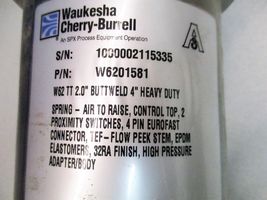 Waukesha
Cherry-Burrell
An SPX Process Equipment Operation
S/N: 1000002115335
P/N: W6201581
W62 TT 2.0" BUTTWELD 4" HEAVY DUTY
SPRING - AIR TO RAISE, CONTROL TOP, 2
PROXIMITY SWITCHES, 4 PIN EUROFAST
CONNECTOR, TEF-FLOW PEEK STEM, EPDM
ELASTOMERS, 32RA FINISH, HIGH PRESSURE
ADAPTER/BODY